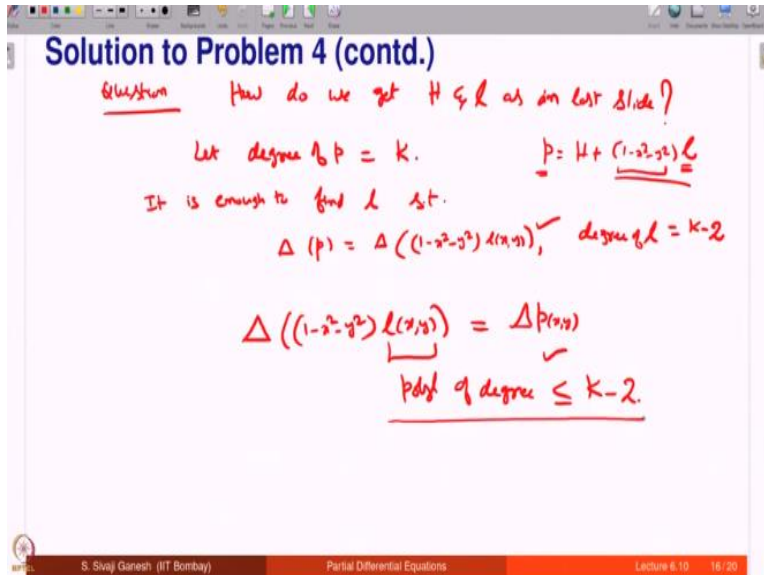 Solution to Problem 4 (contd.)
Question How do we get H & l as in last slide?
Let degree of p = k. p = H + (1-x²-y²) l
It is enough to find l s.t.
Δ(p) = Δ((1-x²-y²) l(x,y)), ✓ degree of l = k-2
Δ((1-x²-y²) l(x,y)) = Δp(x,y)
✓
poly of degree ≤ k-2.
S. Sivaji Ganesh (IIT Bombay) Partial Differential Equations Lecture 6.10 16/20